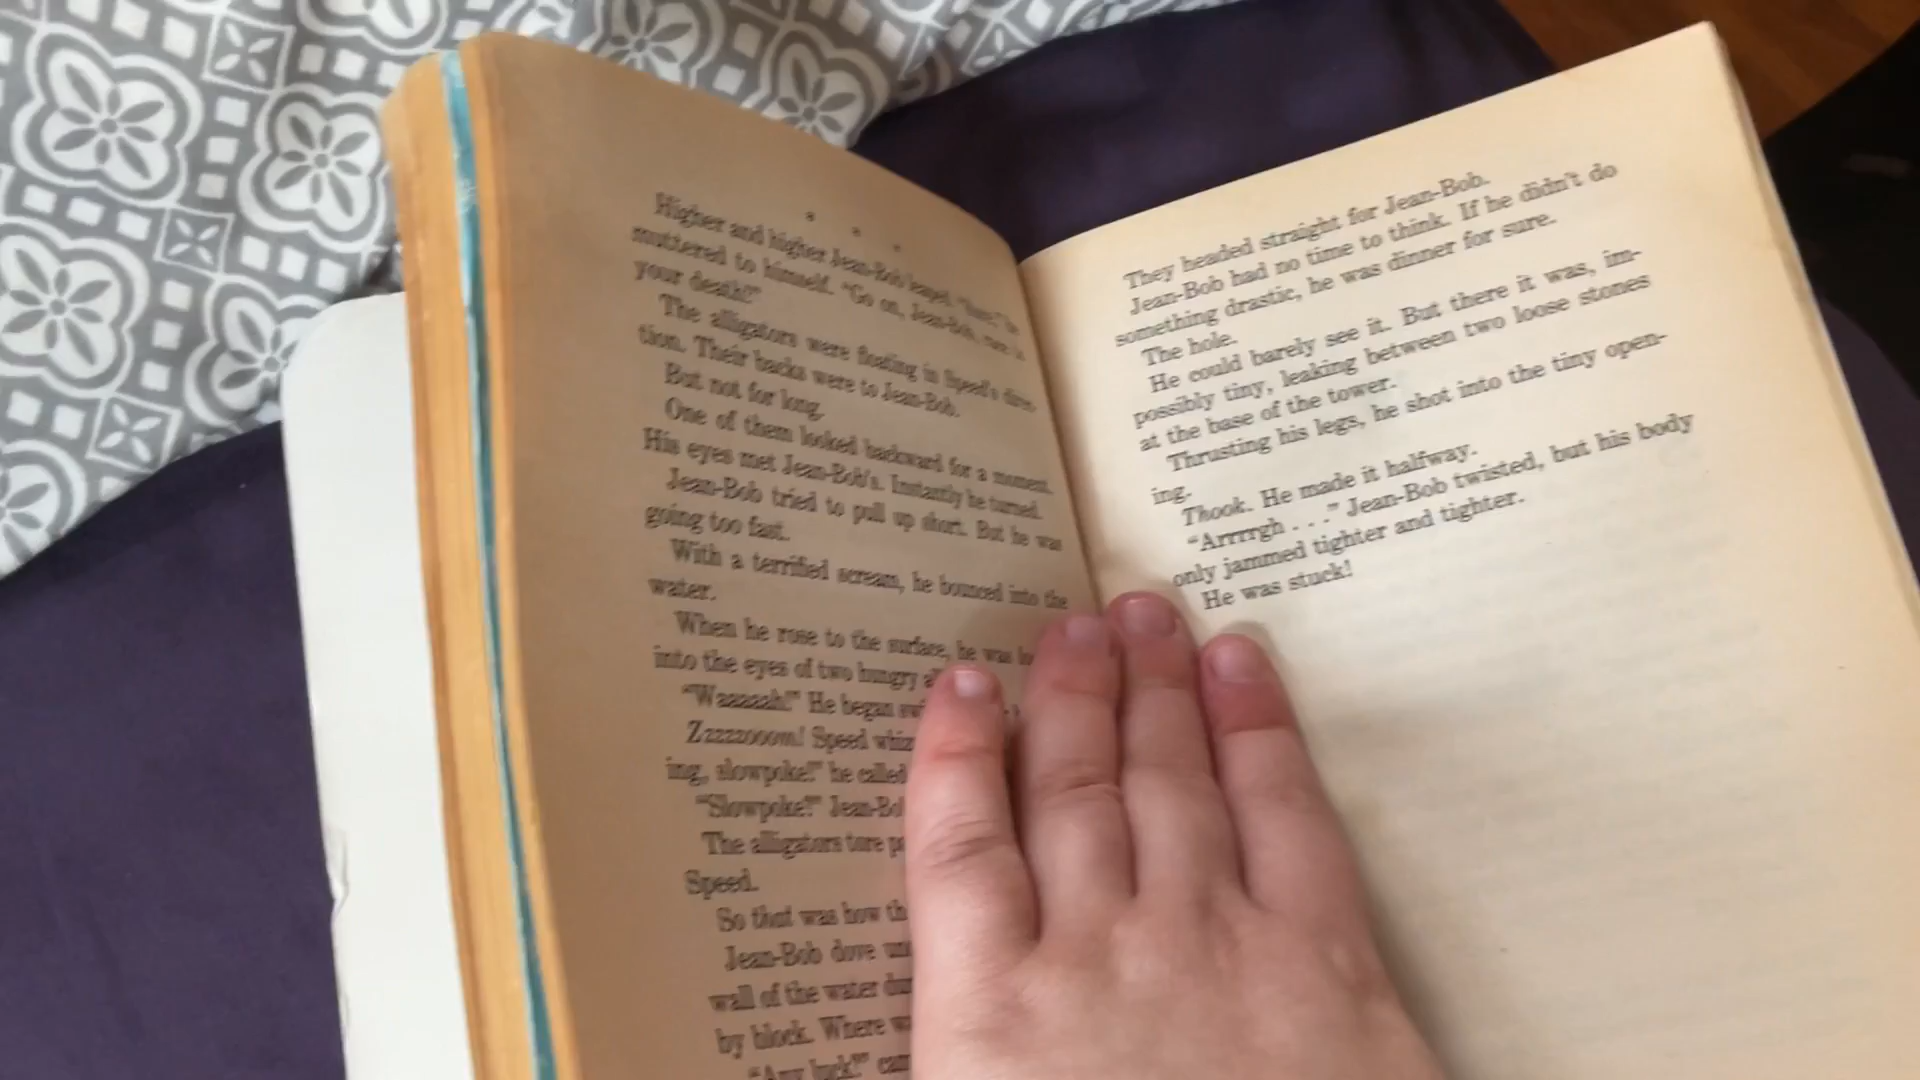 Higher and higher Jean-Bob leaped.
muttered to himself. "Go on, Jean-Bob,
your death!"
The alligators were floating in Speed's direc-
tion. Their backs were to Jean-Bob.
But not for long.
One of them looked backward for a moment.
His eyes met Jean-Bob's. Instantly he turned.
Jean-Bob tried to pull up short. But he was
going too fast.
With a terrified scream, he bounced into the
water.
When he rose to the surface, he was
into the eyes of two hungry
"Waaaaah!" He began
Zzzzzooom! Speed
ing, slowpoke!" he called
"Slowpoke?"
The alligators tore
Speed.
So that was how
Jean-Bob dove
wall of the water
by block. Where
"Any luck?"
They headed straight for Jean-Bob.
Jean-Bob had no time to think. If he didn't do
something drastic, he was dinner for sure.
The hole.
He could barely see it. But there it was, im-
possibly tiny, leaking between two loose stones
at the base of the tower.
Thrusting his legs, he shot into the tiny open-
ing.
Thook. He made it halfway.
"Arrrrgh . . ." Jean-Bob twisted, but his body
only jammed tighter and tighter.
He was stuck!